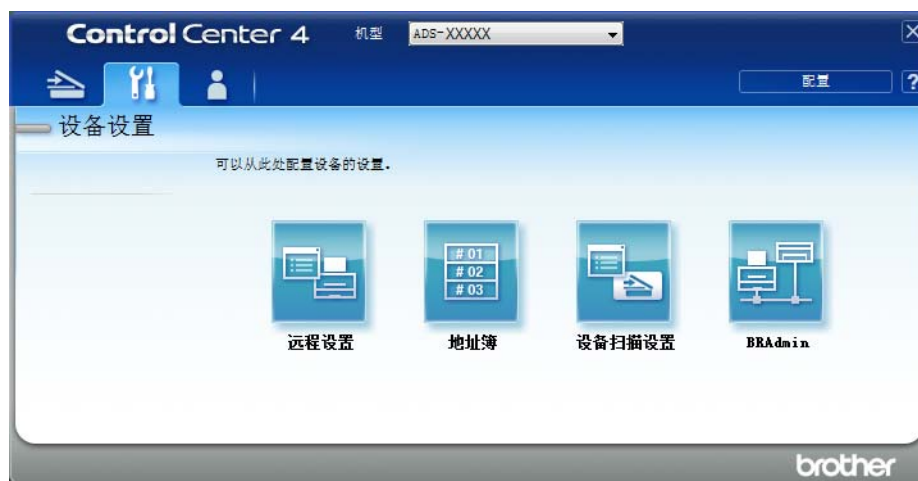 Control Center 4 机型 ADS-XXXXX
配置 ?
设备设置
可以从此处配置设备的设置.
# 01
# 02
# 03
远程设置 地址簿 设备扫描设置 BRAdmin
brother